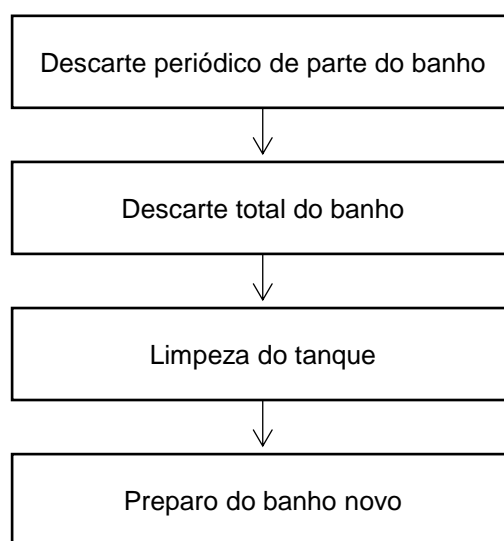 Descarte periódico de parte do banho
Descarte total do banho
Limpeza do tanque
Preparo do banho novo